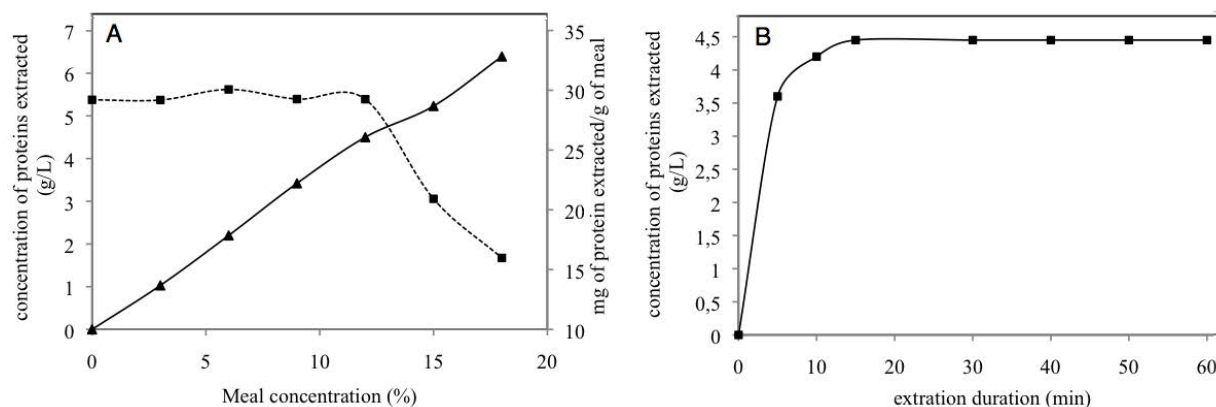 A
concentration of proteins extracted
(g/L)
7
6
5
4
3
2
1
0
35
30
25
20
15
10
mg of protein extracted/g of meal
0 5 10 15 20
Meal concentration (%)
B
concentration of proteins extracted
g/L)
4,5
4
3,5
3
2,5
2
1,5
1
0,5
0
0 10 20 30 40 50 60
extration duration (min)